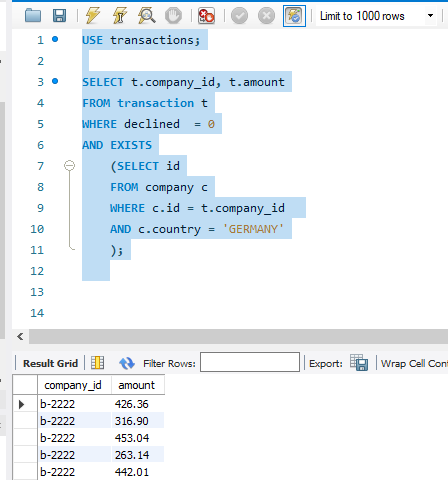 Limit to 1000 rows
1 USE transactions;
2
3 SELECT t.company_id, t.amount
4 FROM transaction t
5 WHERE declined  = 0
6 AND EXISTS
7 (SELECT id
8 FROM company c
9 WHERE c.id = t.company_id
10 AND c.country = 'GERMANY'
11 );
12
13
14
Result Grid Filter Rows: Export: Wrap Cell
company_id amount
b-2222 426.36
b-2222 316.90
b-2222 453.04
b-2222 263.14
b-2222 442.01